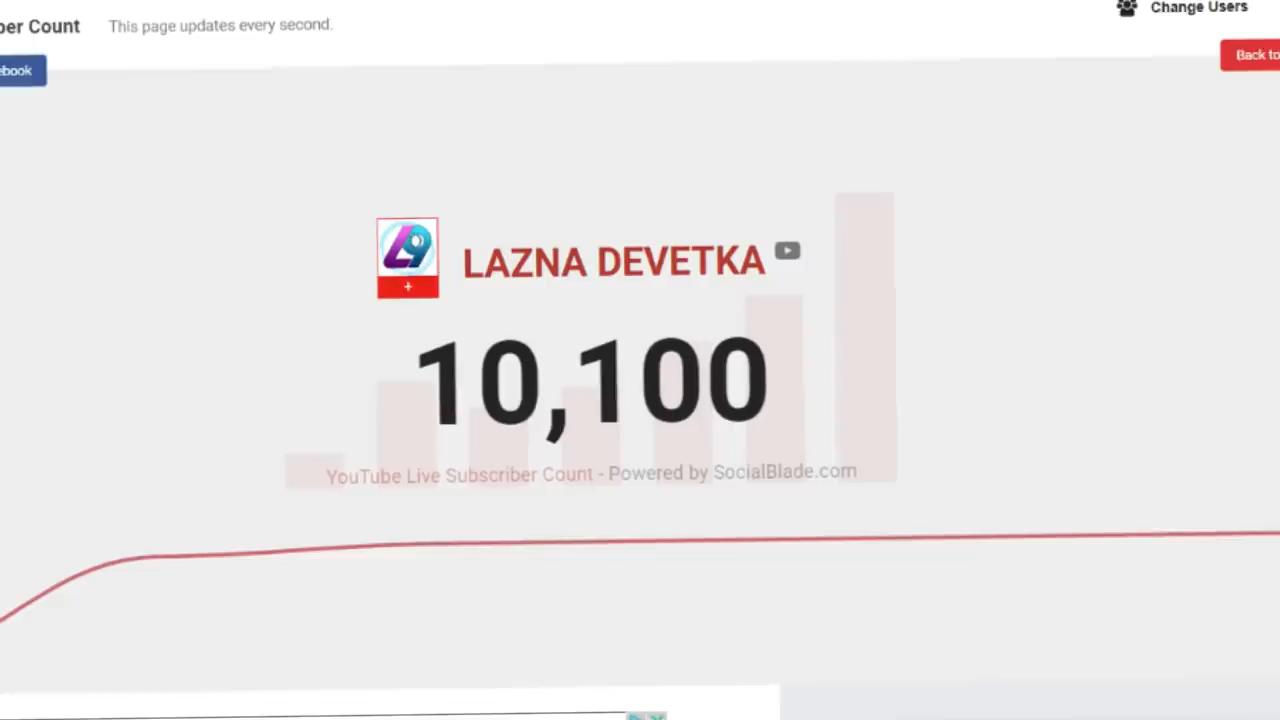 ber Count This page updates every second.
Change Users
ebook
Back to
L9
LAZNA DEVETKA
+
10,100
YouTube Live Subscriber Count - Powered by SocialBlade.com